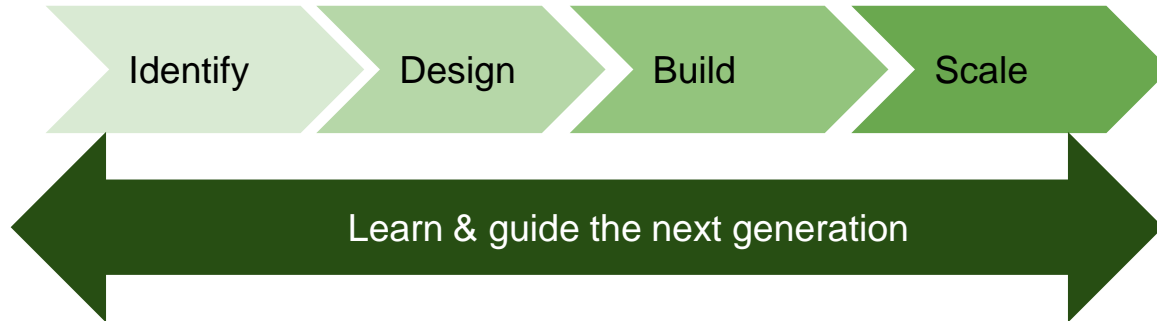 Identify
Design
Build
Scale
Learn & guide the next generation